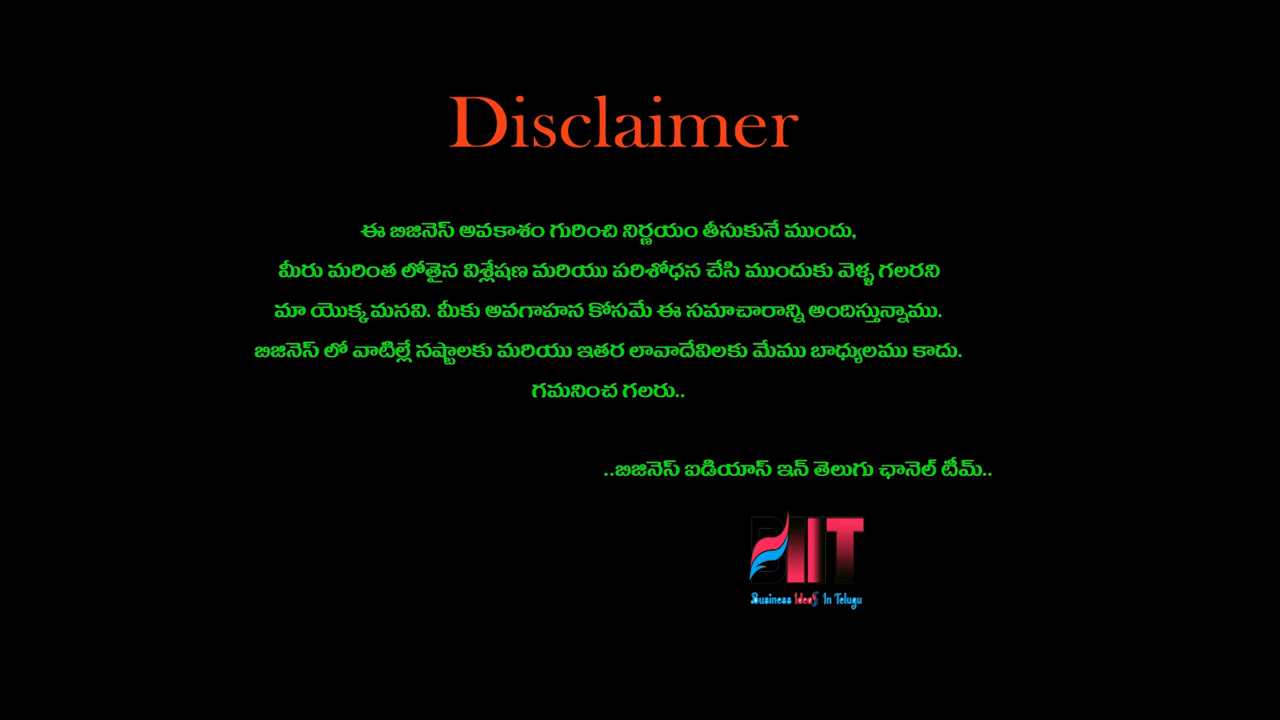 Disclaimer
ఈ బిజినెస్ అవకాశం గురించి నిర్ణయం తీసుకునే ముందు,
మీరు మరింత లోతైన విశ్లేషణ మరియు పరిశోధన చేసి ముందుకు వెళ్ళ గలరని
మా యొక్క మనవి. మీకు అవగాహన కోసమే ఈ సమాచారాన్ని అందిస్తున్నాము.
బిజినెస్ లో వాటిల్లే నష్టాలకు మరియు ఇతర లావాదేవిలకు మేము బాధ్యులము కాదు.
గమనించ గలరు..
..బిజినెస్ ఐడియాస్ ఇన్ తెలుగు ఛానెల్ టీమ్..
BIIT
Business Ideas In Telugu